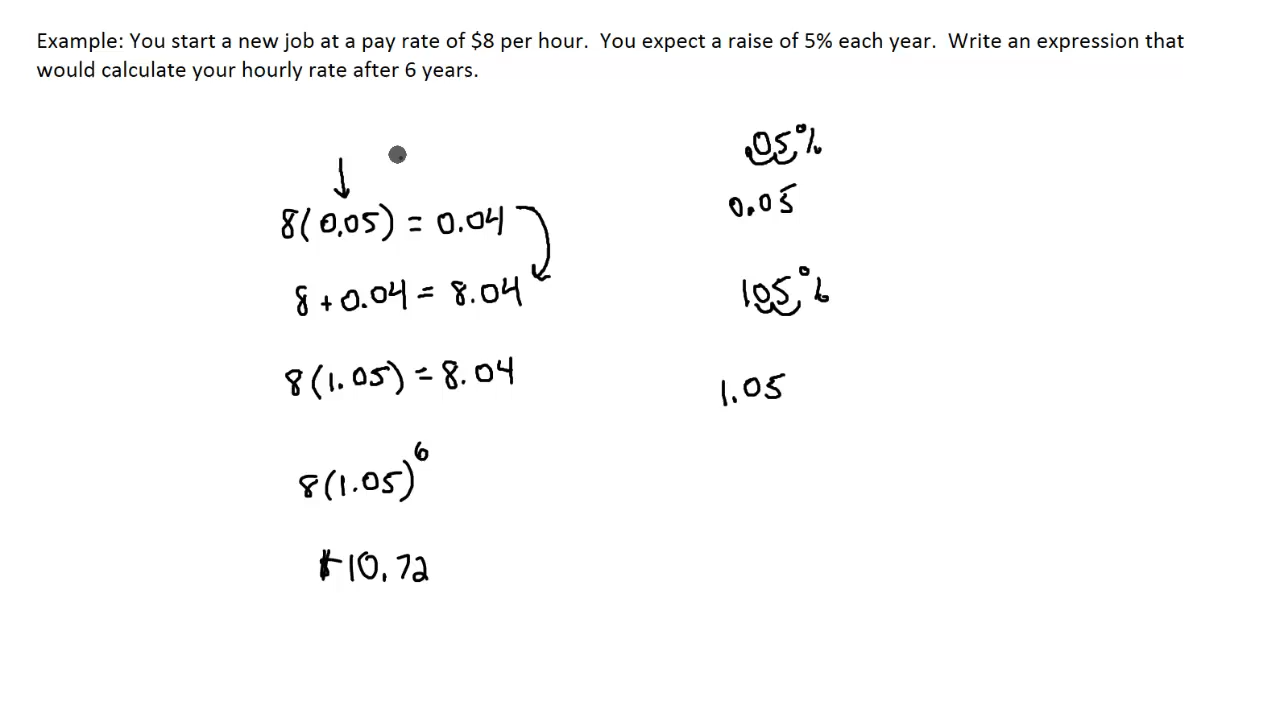 Example: You start a new job at a pay rate of $8 per hour.  You expect a raise of 5% each year.  Write an expression that
would calculate your hourly rate after 6 years.
.05%
8(0.05) = 0.04
0.05
8 + 0.04 = 8.04
105%
8(1.05) = 8.04
1.05
8(1.05)^6
$10.72